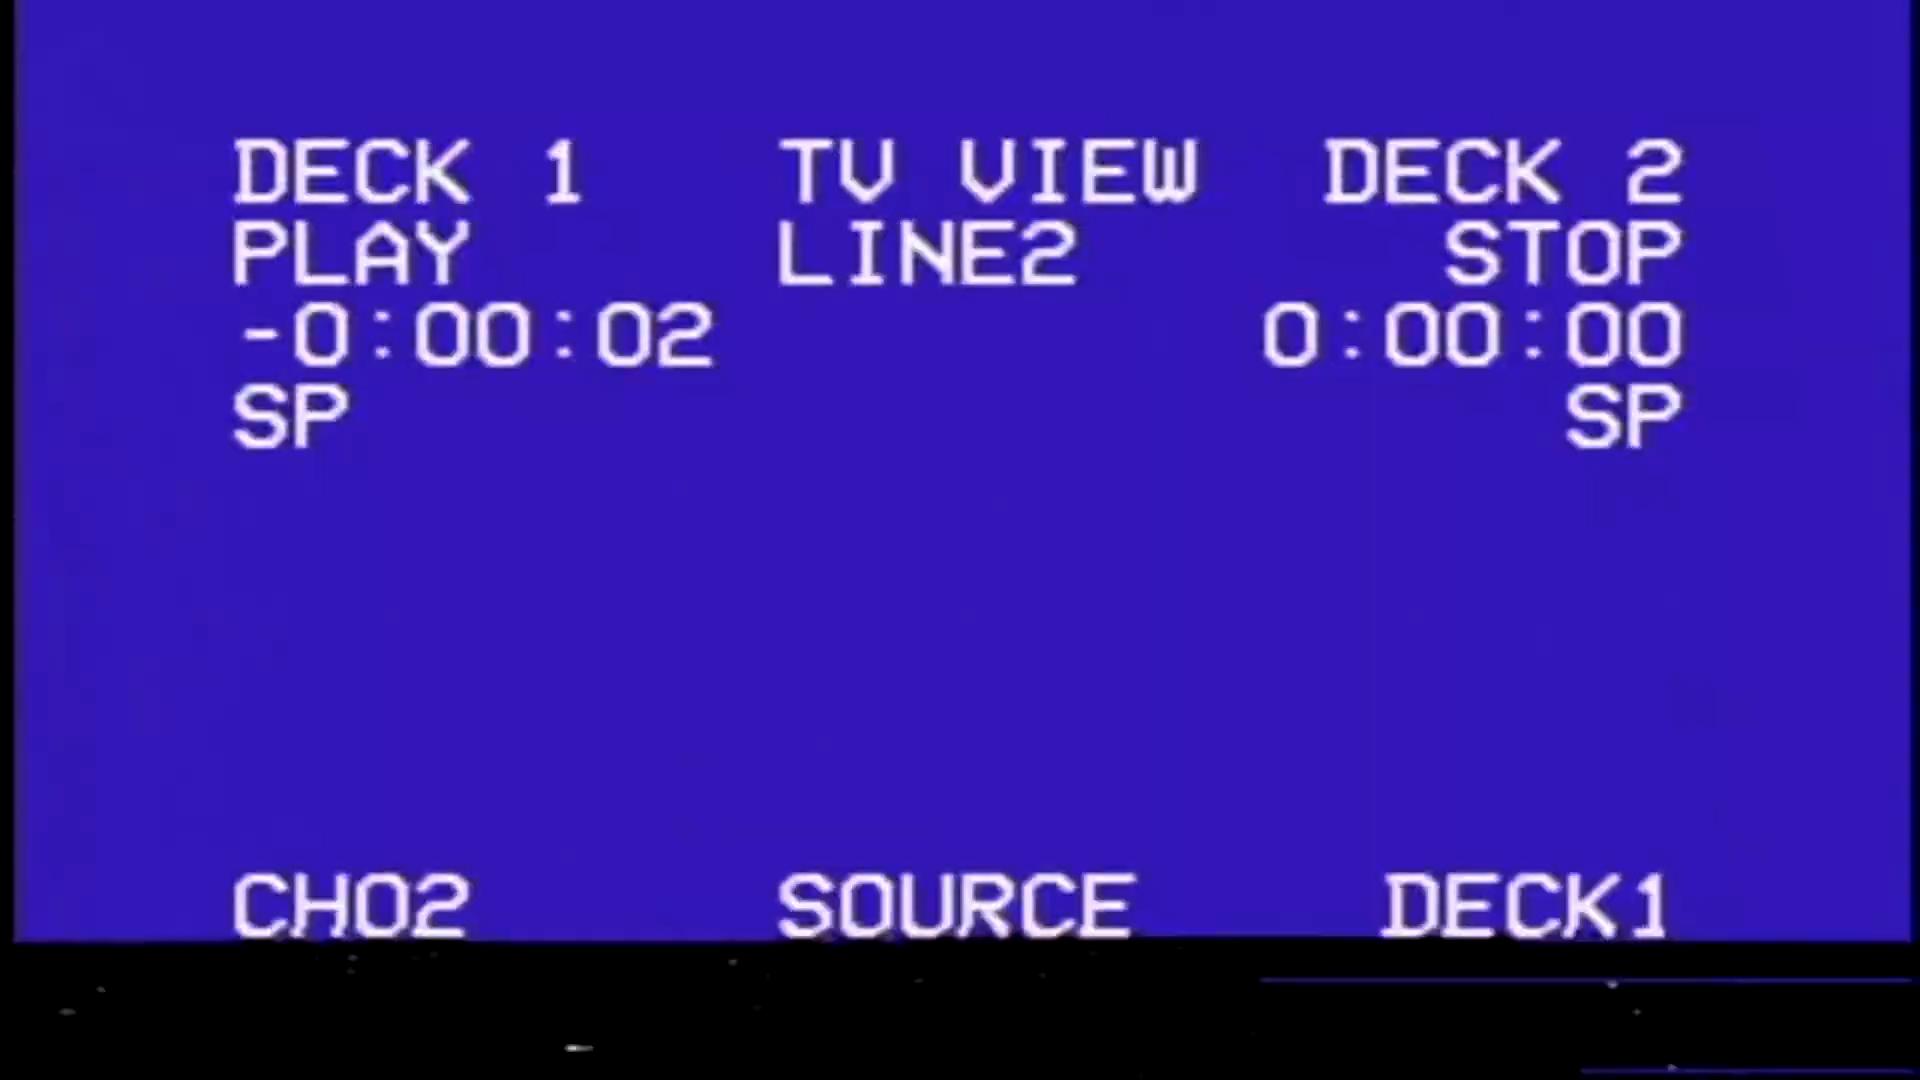 DECK 1 TV VIEW DECK 2
PLAY LINE2 STOP
-0:00:02 0:00:00
SP SP
CH02 SOURCE DECK1